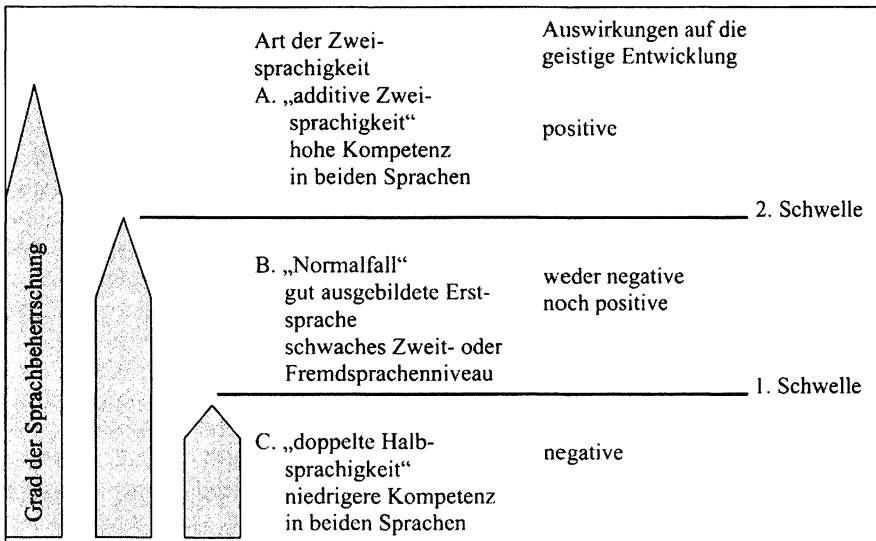 Art der Zwei-
sprachigkeit
Auswirkungen auf die
geistige Entwicklung
A. „additive Zwei-
sprachigkeit“
hohe Kompetenz
in beiden Sprachen
positive
2. Schwelle
B. „Normalfall“
gut ausgebildete Erst-
sprache
schwaches Zweit- oder
Fremdsprachenniveau
weder negative
noch positive
1. Schwelle
C. „doppelte Halb-
sprachigkeit“
niedrigere Kompetenz
in beiden Sprachen
negative
Grad der Sprachbeherrschung